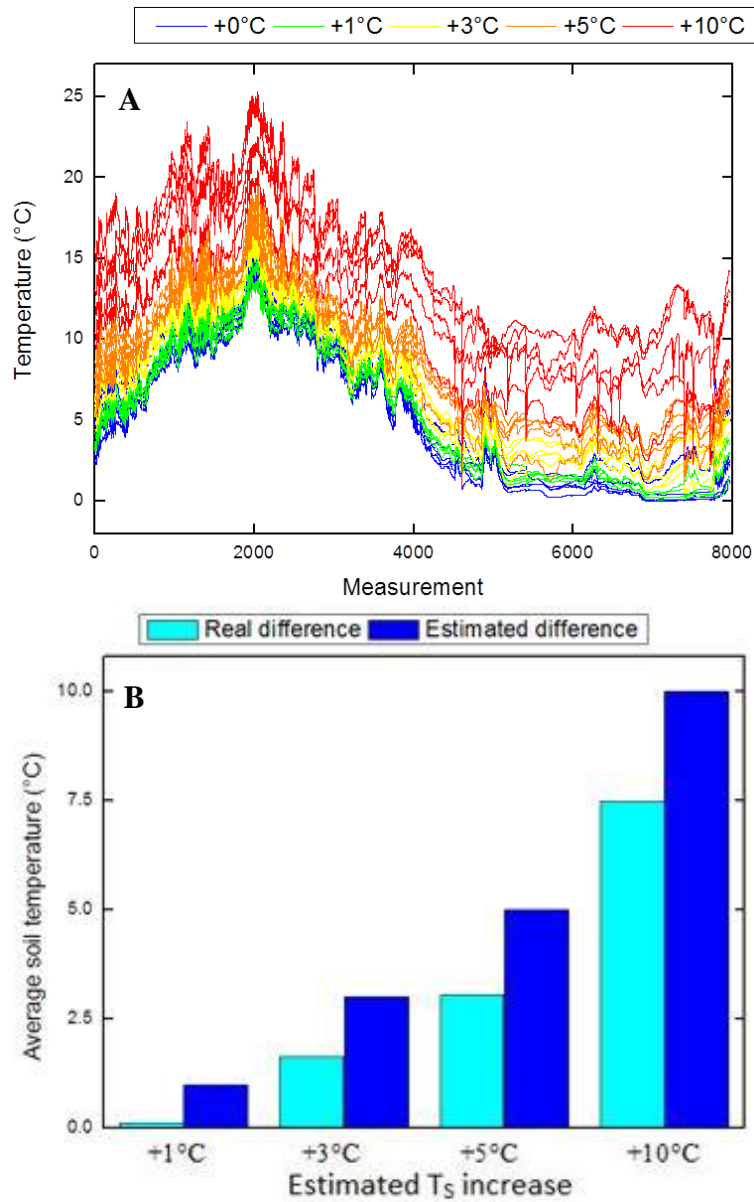 +0°C +1°C +3°C +5°C +10°C
A
25
20
15
10
5
0
Temperature (°C)
0 2000 4000 6000 8000
Measurement
Real difference Estimated difference
B
10.0
7.5
5.0
2.5
0.0
Average soil temperature (°C)
+1°C +3°C +5°C +10°C
Estimated TS increase